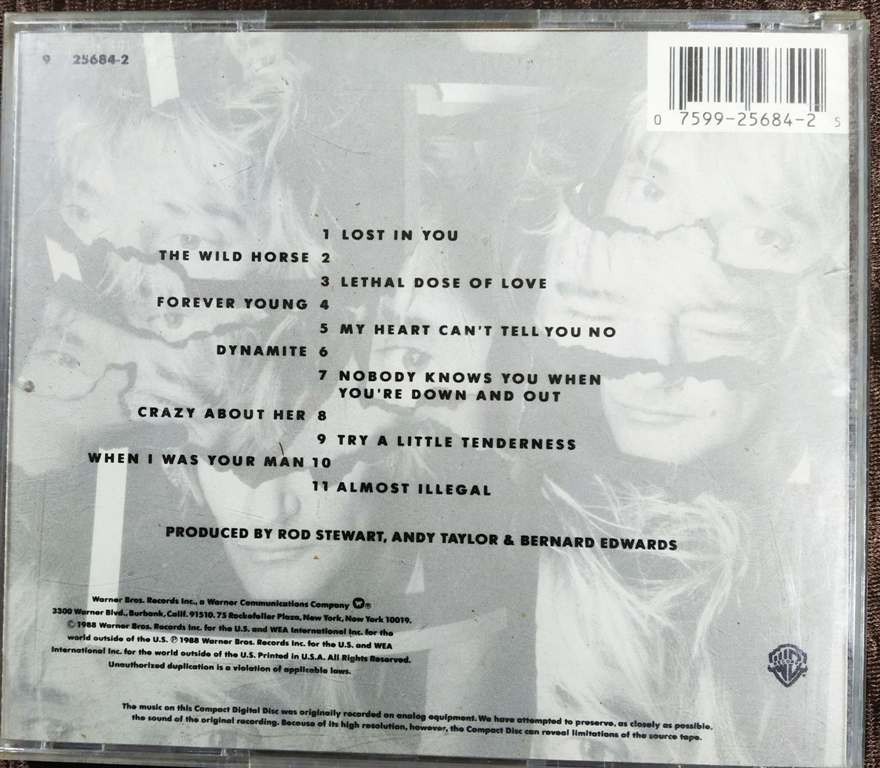 9 25684-2
0 7599-25684-2 5
1 LOST IN YOU
THE WILD HORSE 2
3 LETHAL DOSE OF LOVE
FOREVER YOUNG 4
5 MY HEART CAN'T TELL YOU NO
DYNAMITE 6
7 NOBODY KNOWS YOU WHEN
YOU'RE DOWN AND OUT
CRAZY ABOUT HER 8
9 TRY A LITTLE TENDERNESS
WHEN I WAS YOUR MAN 10
11 ALMOST ILLEGAL
PRODUCED BY ROD STEWART, ANDY TAYLOR & BERNARD EDWARDS
Warner Bros. Records Inc., a Warner Communications Company ®
3300 Warner Blvd., Burbank, Calif. 91510. 75 Rockefeller Plaza, New York, New York 10019.
© 1988 Warner Bros. Records Inc. for the U.S. and WEA International Inc. for the
world outside of the U.S. ℗ 1988 Warner Bros. Records Inc. for the U.S. and WEA
International Inc. for the world outside of the U.S. Printed in U.S.A. All Rights Reserved.
Unauthorized duplication is a violation of applicable laws.
The music on this Compact Digital Disc was originally recorded on analog equipment. We have attempted to preserve, as closely as possible,
the sound of the original recording. Because of its high resolution, however, the Compact Disc can reveal limitations of the source tape.